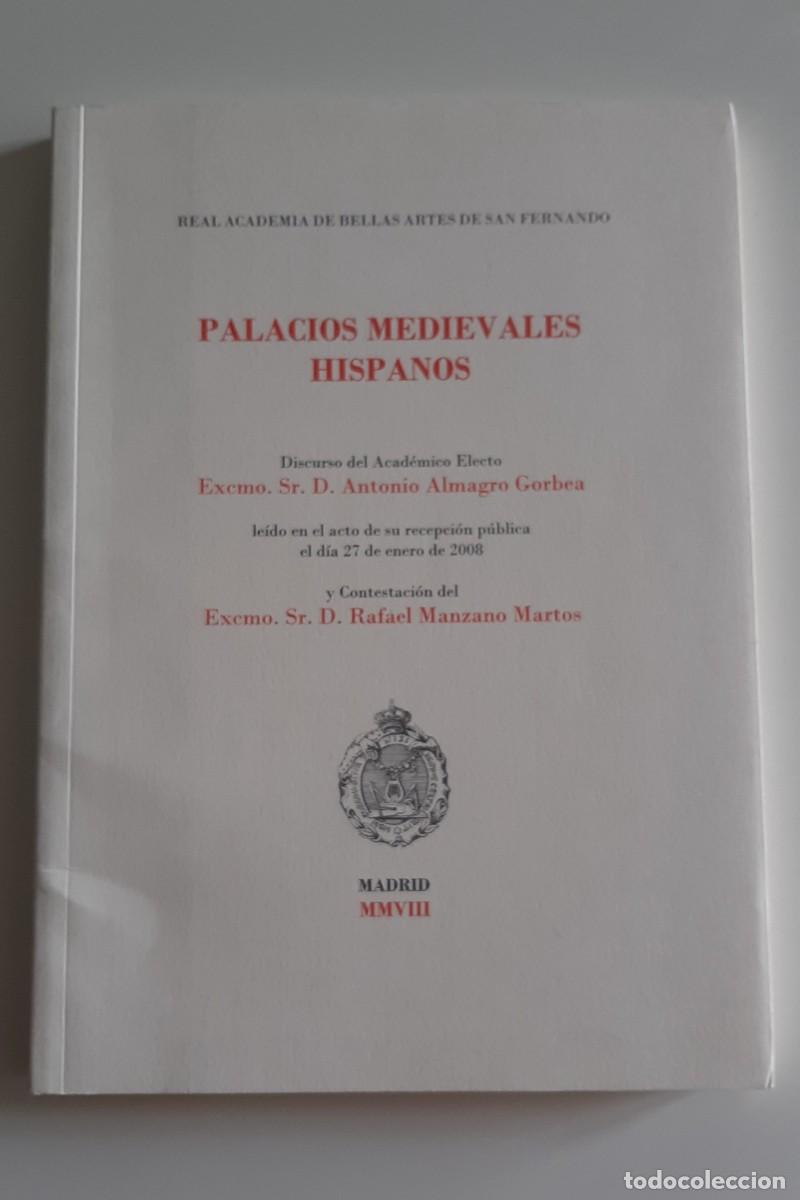 REAL ACADEMIA DE BELLAS ARTES DE SAN FERNANDO
PALACIOS MEDIEVALES
HISPANOS
Discurso del Académico Electo
Excmo. Sr. D. Antonio Almagro Gorbea
leído en el acto de su recepción pública
el día 27 de enero de 2008
y Contestación del
Excmo. Sr. D. Rafael Manzano Martos
MADRID
MMVIII
todocoleccion